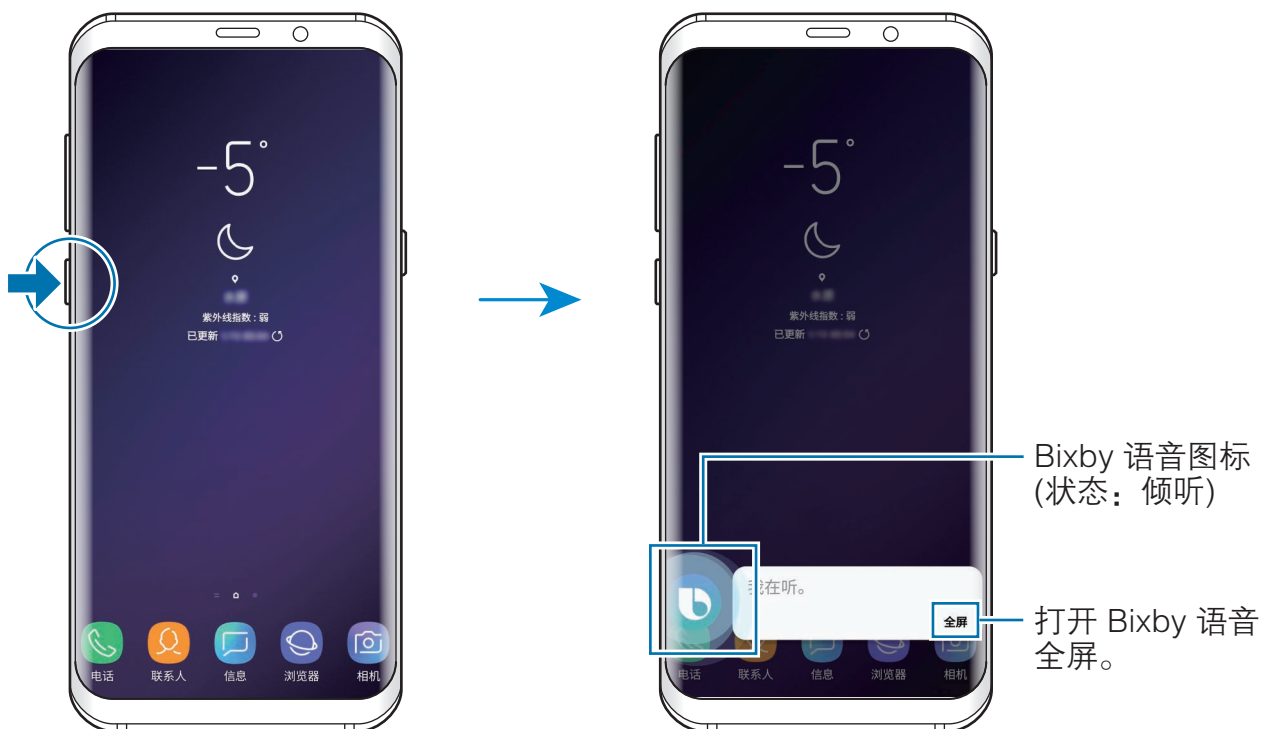 -5°
紫外线指数 : 弱
已更新
电话 联系人 信息 浏览器 相机
-5°
紫外线指数 : 弱
已更新
我在听。
全屏
电话 联系人 信息 浏览器 相机
Bixby 语音图标
(状态：倾听)
打开 Bixby 语音
全屏。